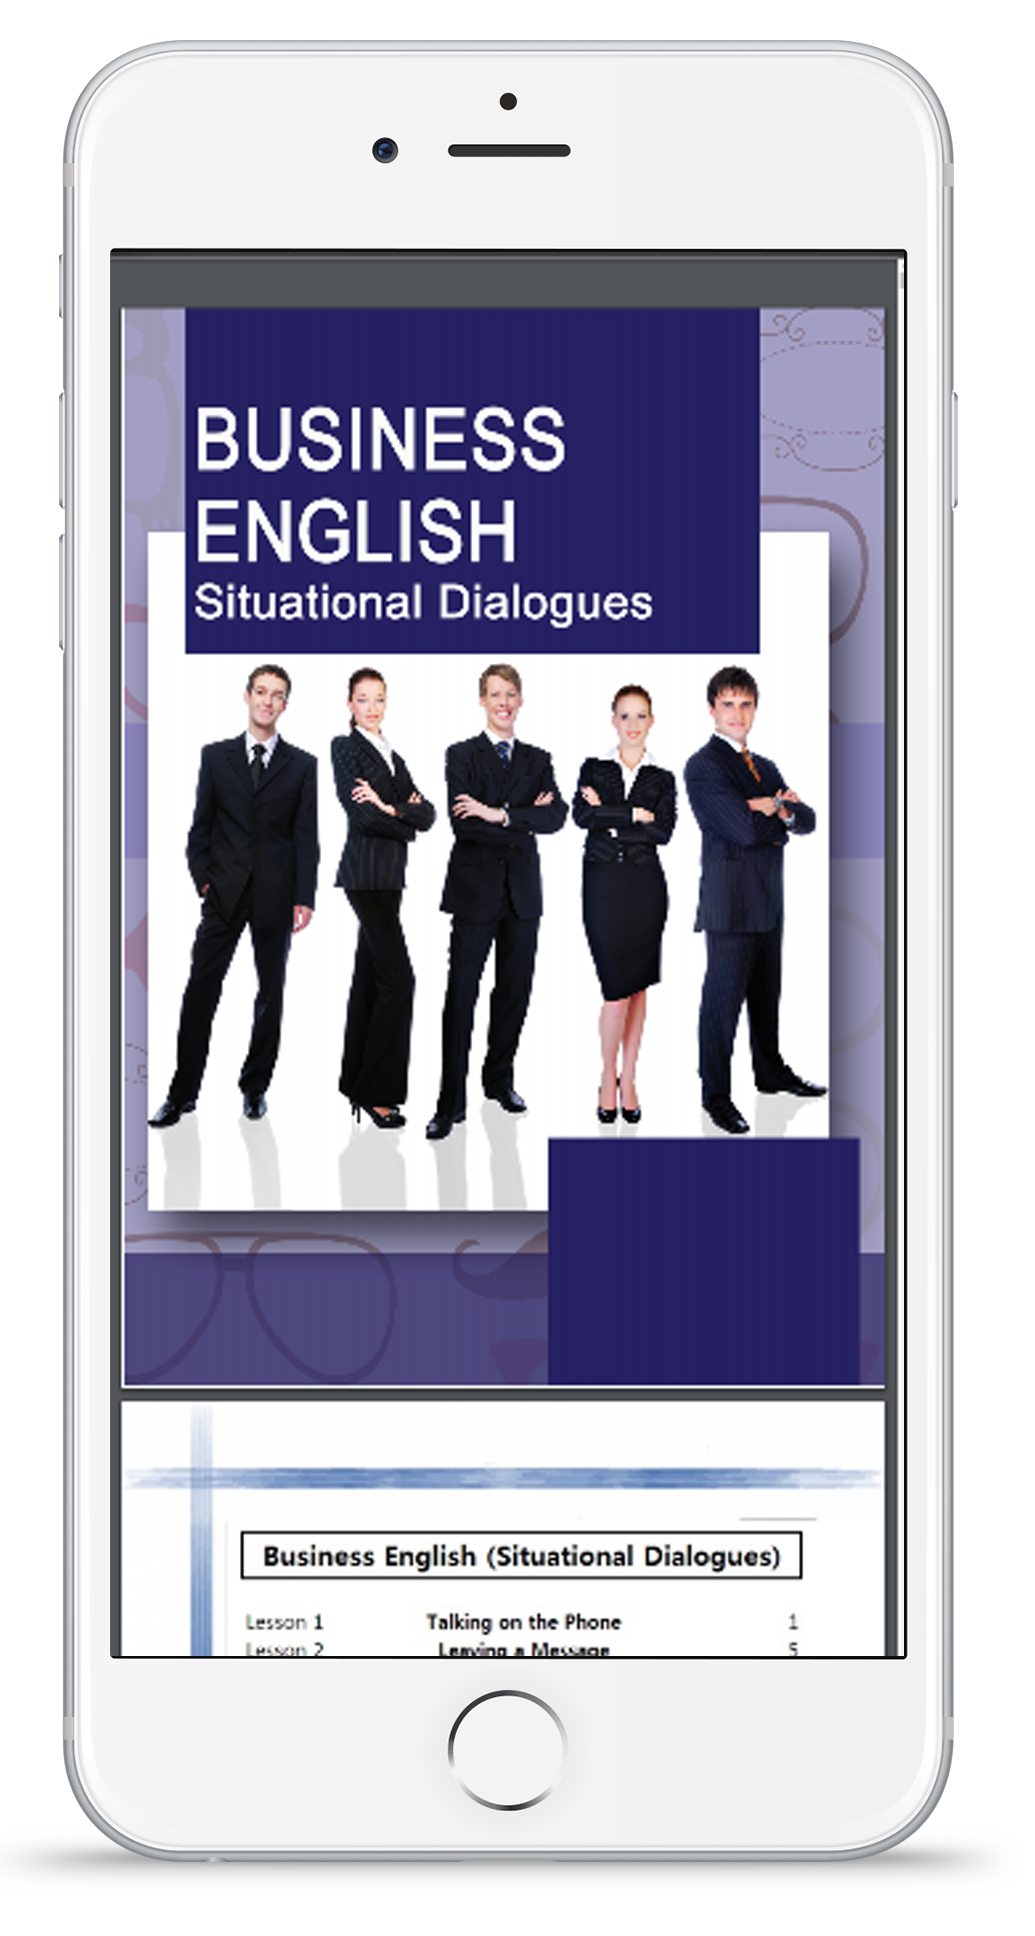 BUSINESS
ENGLISH
Situational Dialogues
Business English (Situational Dialogues)
Lesson 1 Talking on the Phone 1
Lesson 2 Leaving a Message 5